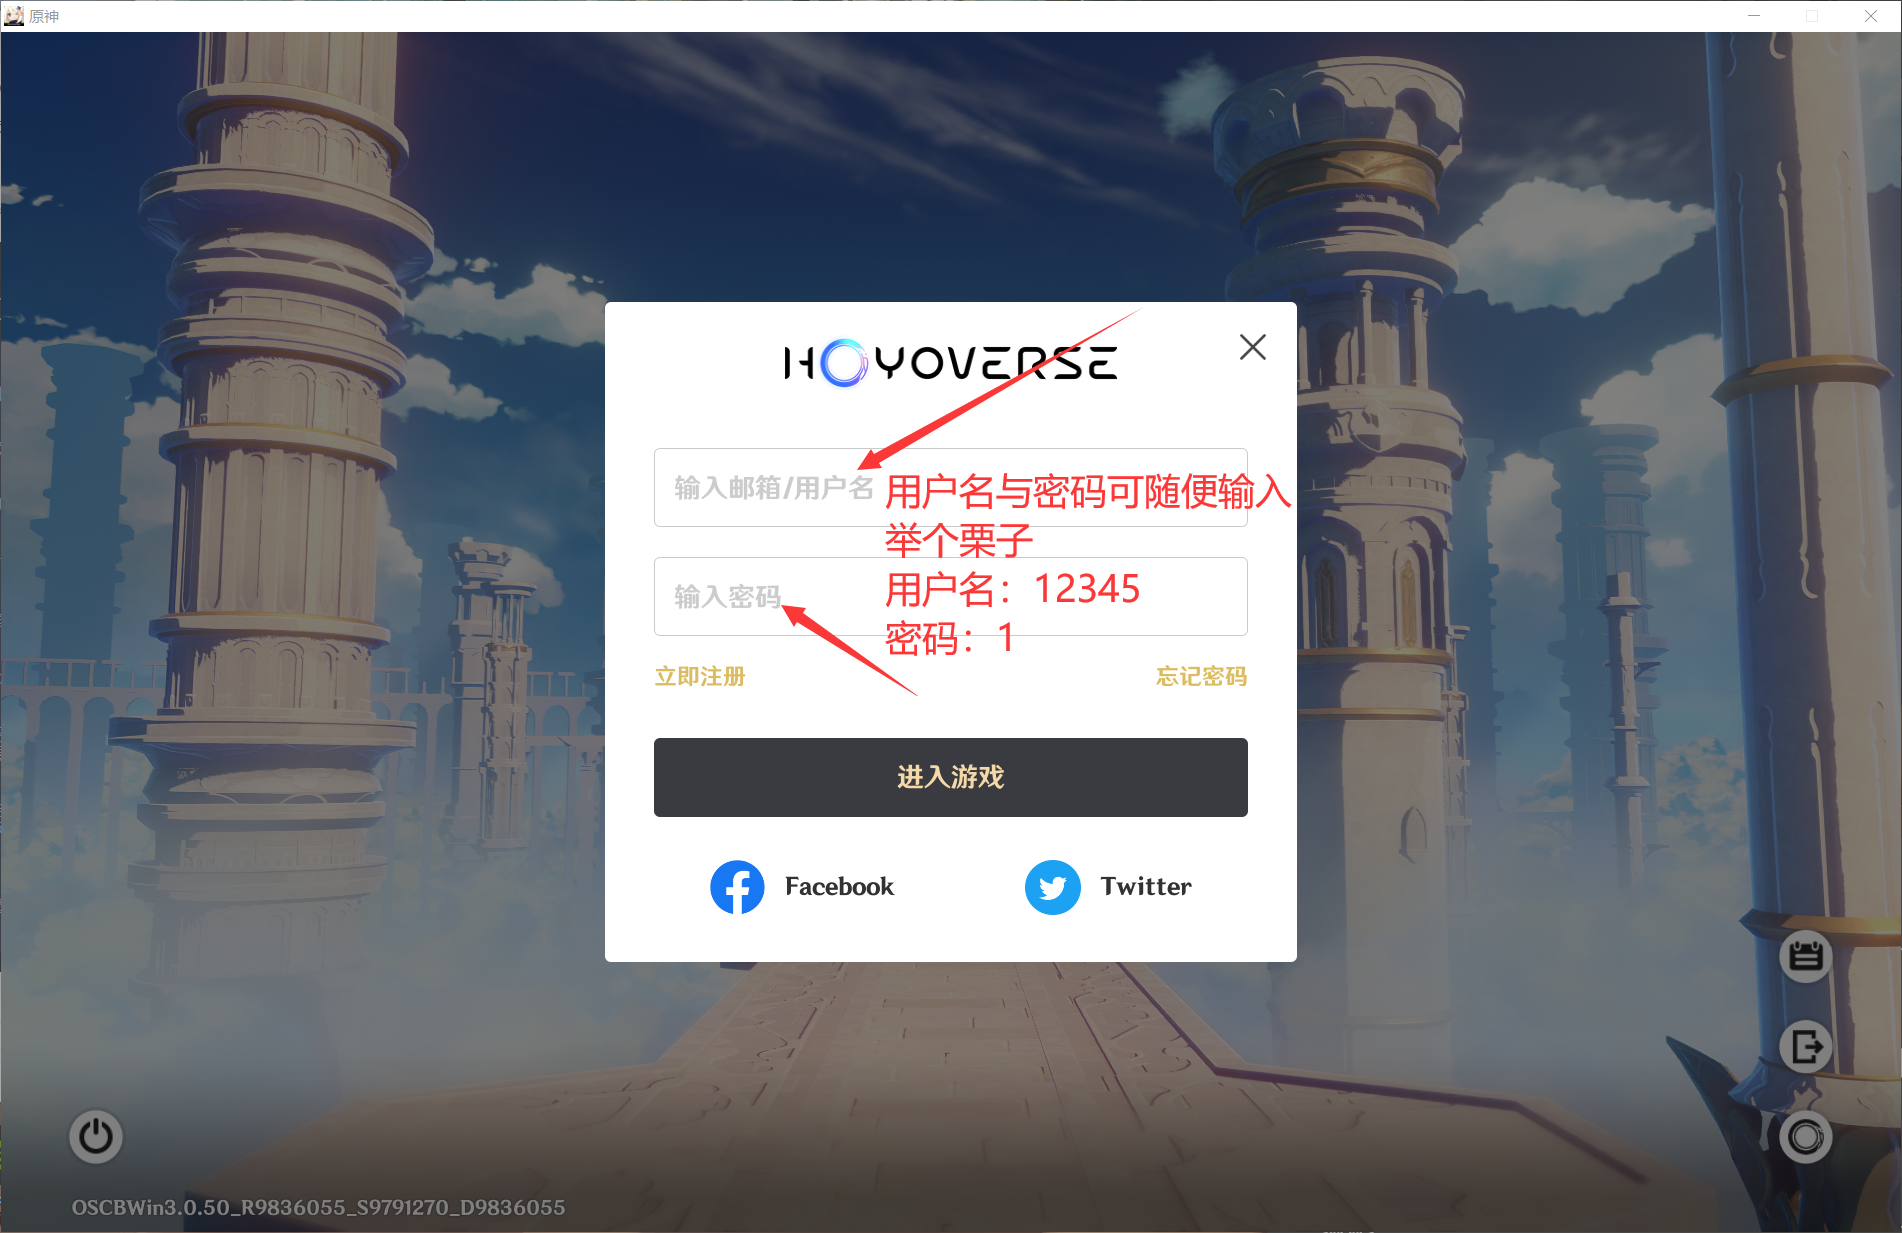 原神
HOYOVERSE
输入邮箱/用户名
用户名与密码可随便输入
举个栗子
用户名：12345
输入密码
密码：1
立即注册
忘记密码
进入游戏
Facebook
Twitter
OSCBWin3.0.50_R9836055_S9791270_D9836055